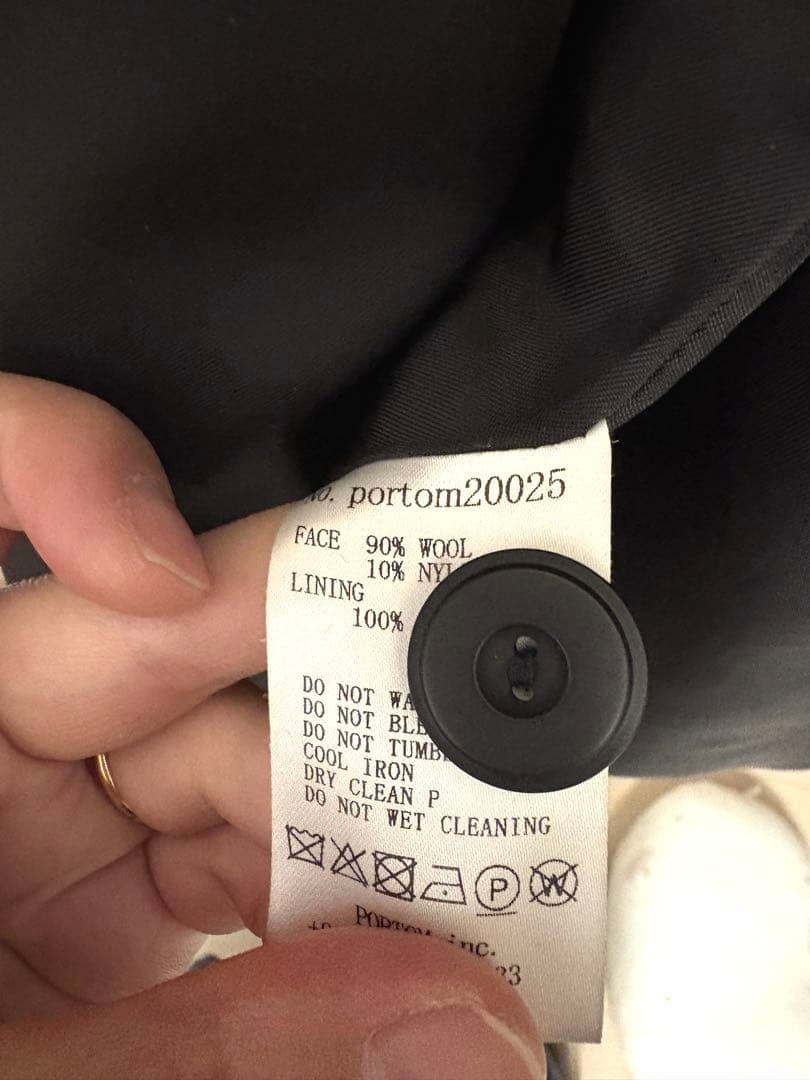 portom20025
FACE 90% WOOL
10%
LINING
100%
DO NOT
DO NOT
DO NOT
COOL IRON
DRY CLEAN P
DO NOT WET CLEANING
P W
inc.